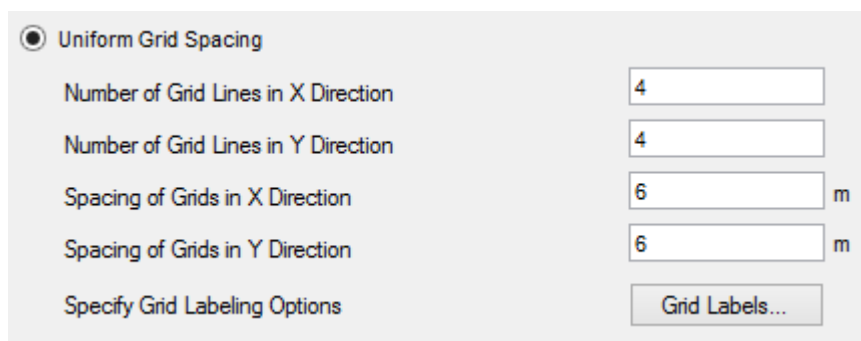 Uniform Grid Spacing
Number of Grid Lines in X Direction 4
Number of Grid Lines in Y Direction 4
Spacing of Grids in X Direction 6 m
Spacing of Grids in Y Direction 6 m
Specify Grid Labeling Options Grid Labels...